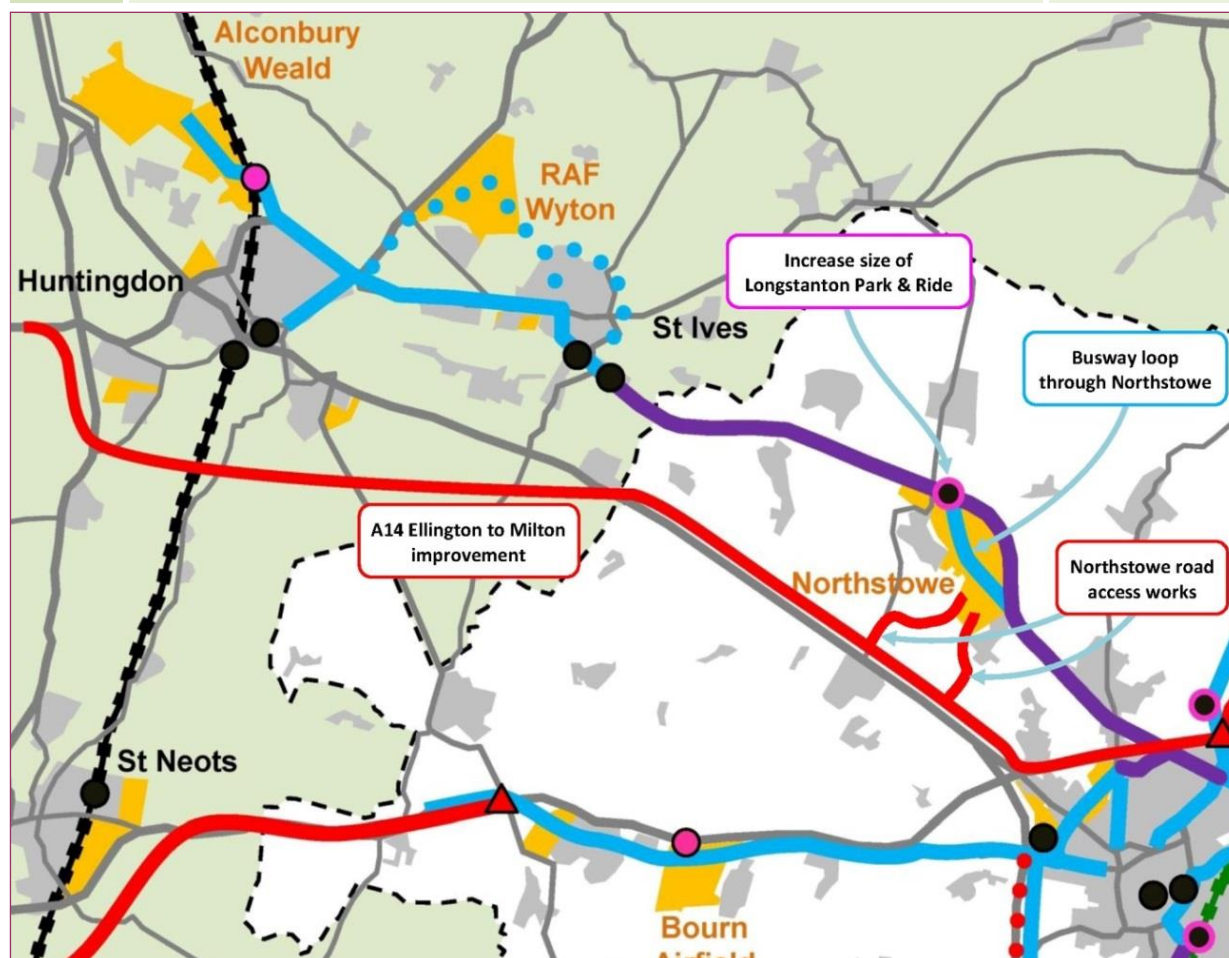 Alconbury
Weald
RAF
Wyton
Huntingdon
Increase size of
Longstanton Park & Ride
St Ives
Busway loop
through Northstowe
A14 Ellington to Milton
improvement
Northstowe
Northstowe road
access works
St Neots
Bourn
Airfield